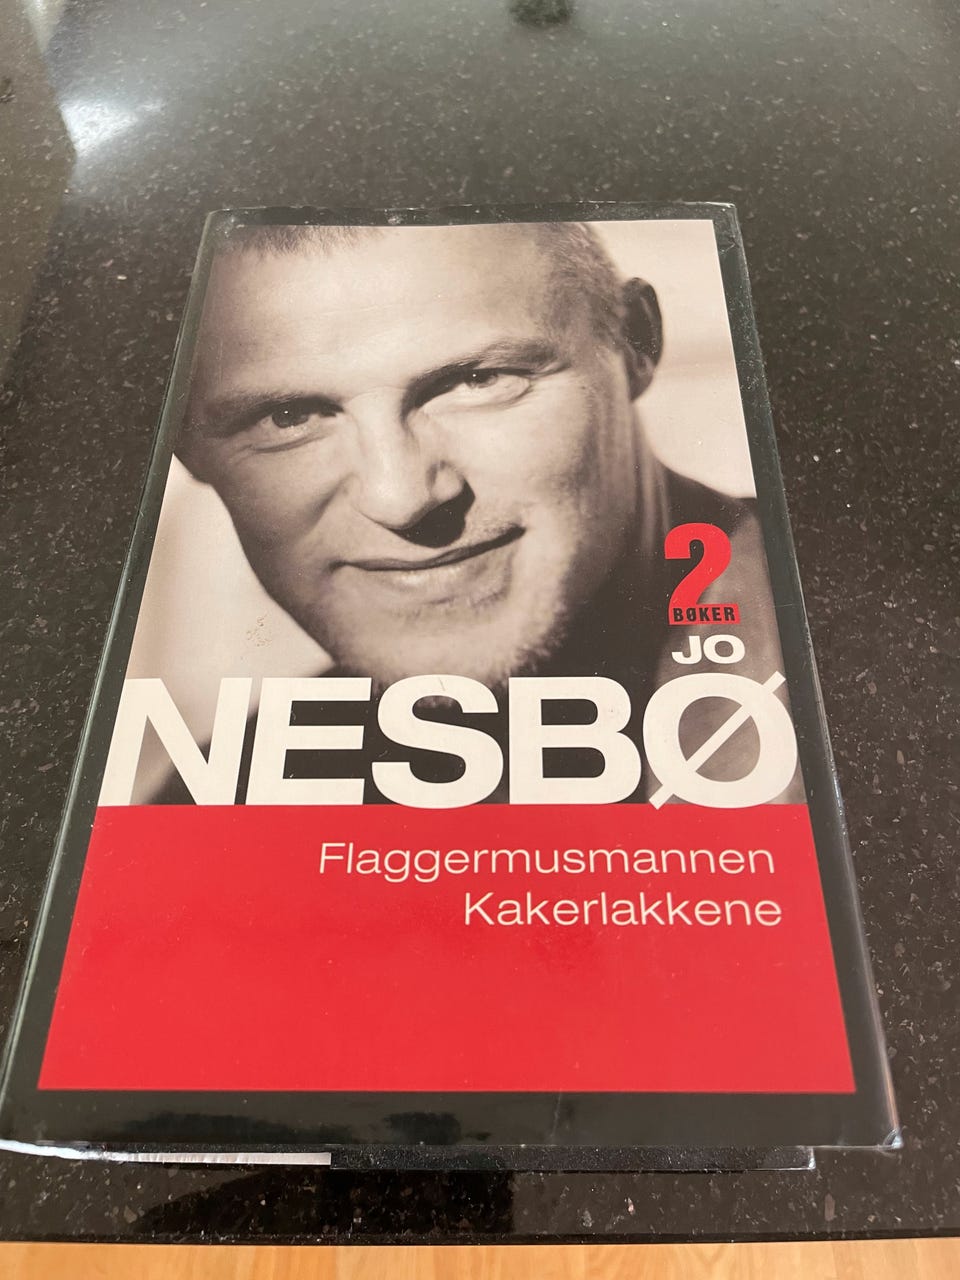 2
BØKER
JO
NESBØ
Flaggermusmannen
Kakerlakkene